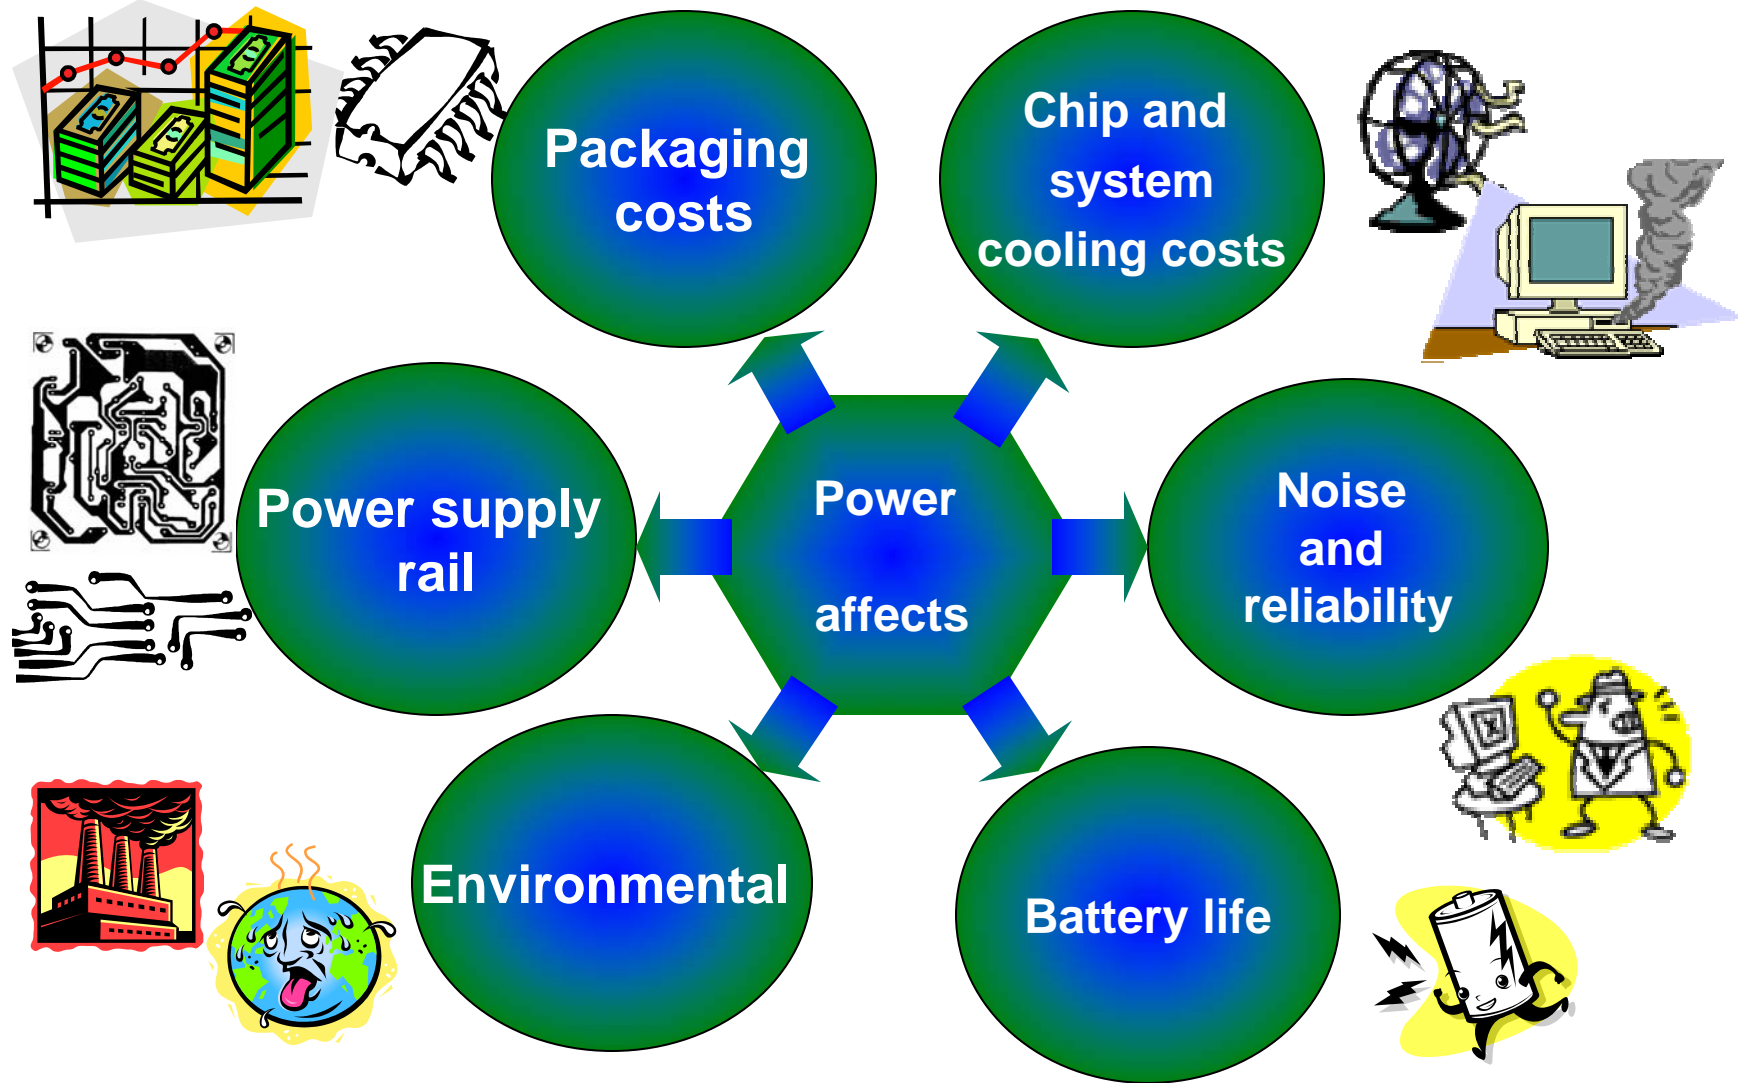 Packaging
costs
Chip and
system
cooling costs
Power supply
rail
Power
affects
Noise
and
reliability
Environmental
Battery life